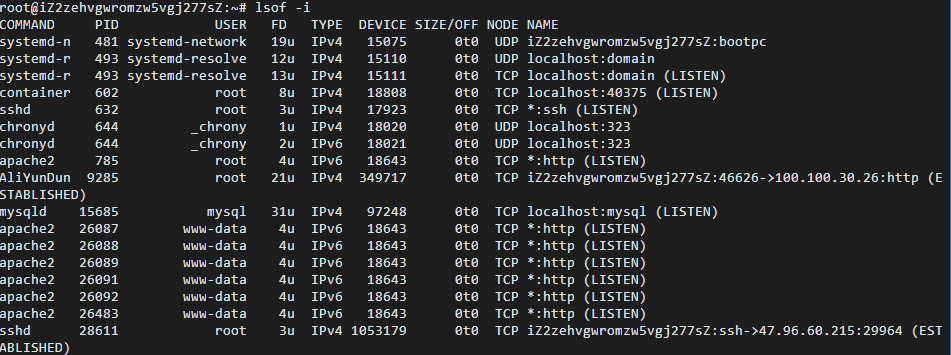 root@iZ2zehvgwromzw5vgj277sZ:~# lsof -i
COMMAND     PID            USER   FD   TYPE  DEVICE SIZE/OFF NODE NAME
systemd-n   481 systemd-network   19u  IPv4   15075      0t0  UDP iZ2zehvgwromzw5vgj277sZ:bootpc
systemd-r   493 systemd-resolve   12u  IPv4   15110      0t0  UDP localhost:domain
systemd-r   493 systemd-resolve   13u  IPv4   15111      0t0  TCP localhost:domain (LISTEN)
container   602            root    8u  IPv4   18808      0t0  TCP localhost:40375 (LISTEN)
sshd        632            root    3u  IPv4   17923      0t0  TCP *:ssh (LISTEN)
chronyd     644         _chrony    1u  IPv4   18020      0t0  UDP localhost:323
chronyd     644         _chrony    2u  IPv6   18021      0t0  UDP localhost:323
apache2     785            root    4u  IPv6   18643      0t0  TCP *:http (LISTEN)
AliYunDun  9285            root   21u  IPv4  349717      0t0  TCP iZ2zehvgwromzw5vgj277sZ:46626->100.100.30.26:http (E
STABLISHED)
mysqld    15685           mysql   31u  IPv4   97248      0t0  TCP localhost:mysql (LISTEN)
apache2   26087        www-data    4u  IPv6   18643      0t0  TCP *:http (LISTEN)
apache2   26088        www-data    4u  IPv6   18643      0t0  TCP *:http (LISTEN)
apache2   26089        www-data    4u  IPv6   18643      0t0  TCP *:http (LISTEN)
apache2   26091        www-data    4u  IPv6   18643      0t0  TCP *:http (LISTEN)
apache2   26092        www-data    4u  IPv6   18643      0t0  TCP *:http (LISTEN)
apache2   26483        www-data    4u  IPv6   18643      0t0  TCP *:http (LISTEN)
sshd      28611            root    3u  IPv4 1053179      0t0  TCP iZ2zehvgwromzw5vgj277sZ:ssh->47.96.60.215:29964 (EST
ABLISHED)